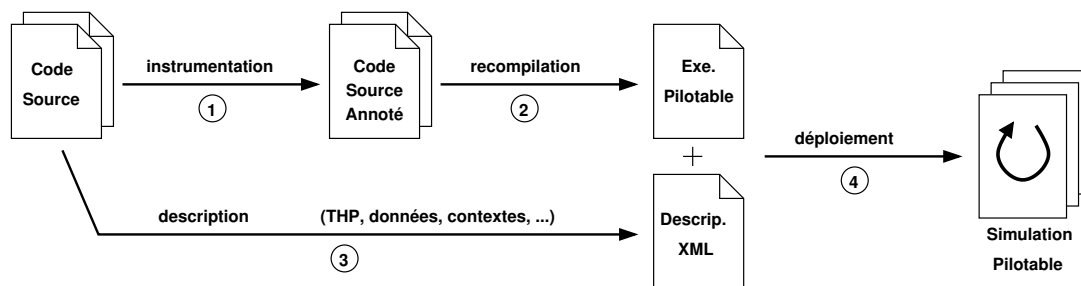 Code
Source
instrumentation
1
Code
Source
Annoté
recompilation
2
Exe.
Pilotable
+
déploiement
4
description (THP, données, contextes, ...)
3
Descrip.
XML
Simulation
Pilotable